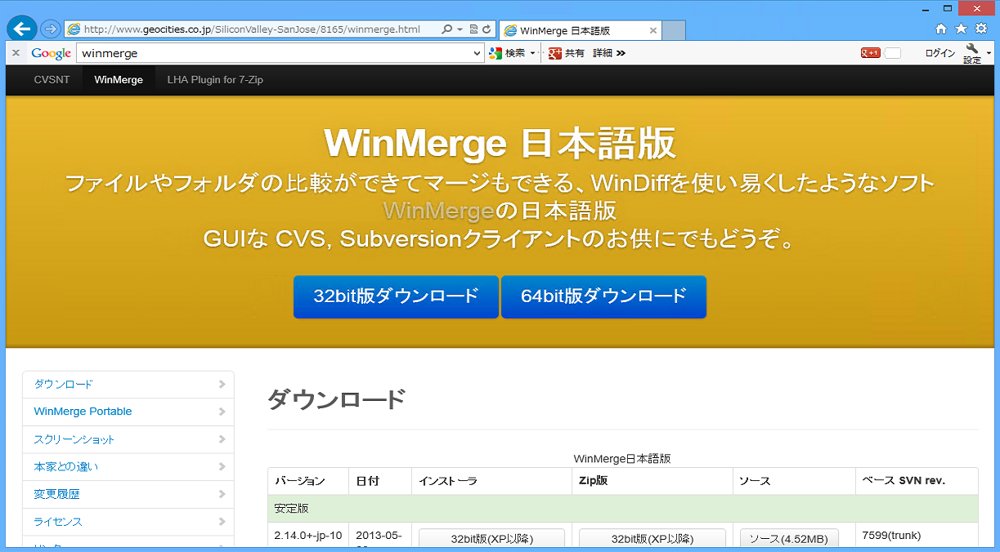 http://www.geocities.co.jp/SiliconValley-SanJose/8165/winmerge.html
WinMerge 日本語版
Google winmerge 検索 共有 詳細 +1 ログイン 設定
CVSNT WinMerge LHA Plugin for 7-Zip
WinMerge 日本語版
ファイルやフォルダの比較ができてマージもできる、WinDiffを使い易くしたようなソフト
WinMergeの日本語版
GUIな CVS, Subversionクライアントのお供にでもどうぞ。
32bit版ダウンロード 64bit版ダウンロード
ダウンロード
WinMerge Portable
スクリーンショット
本家との違い
変更履歴
ライセンス
ダウンロード
WinMerge日本語版
バージョン 日付 インストーラ Zip版 ソース ベース SVN rev.
安定版
2.14.0+-jp-10 2013-05- 32bit版(XP以降) 32bit版(XP以降) ソース(4.52MB) 7599(trunk)